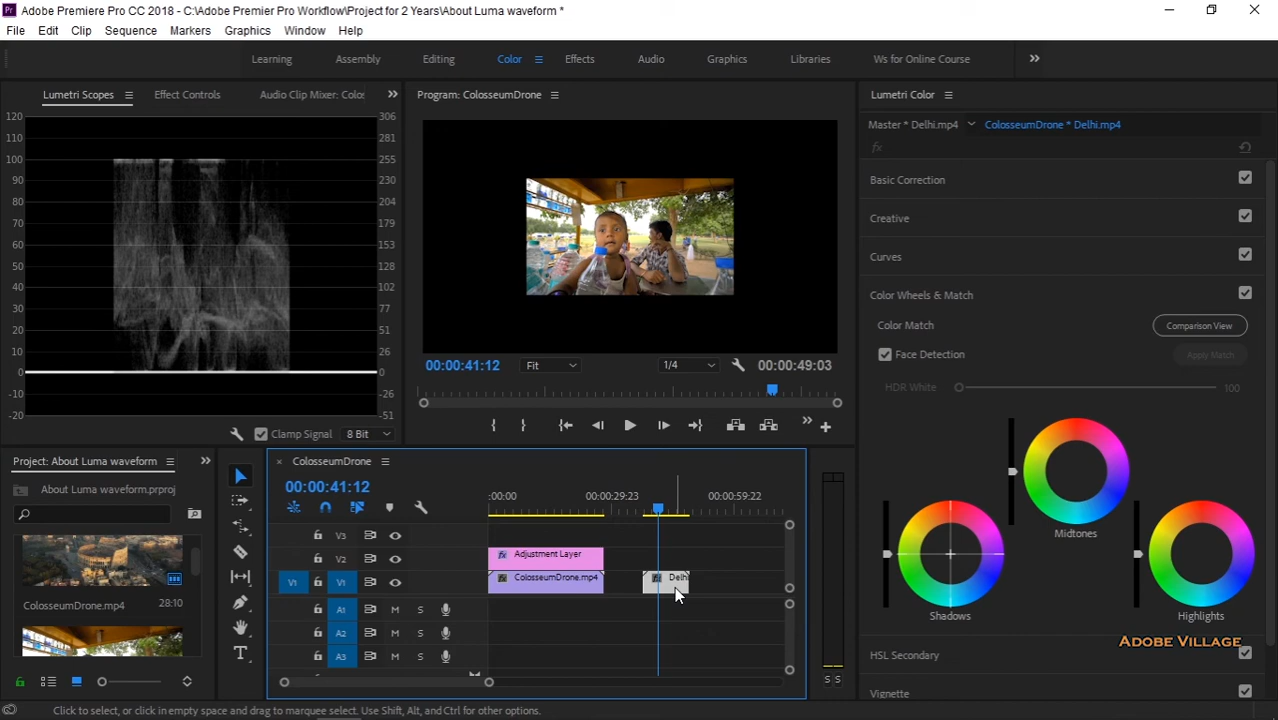 Adobe Premiere Pro CC 2018 - C:\Adobe Premier Pro Workflow\Project for 2 Years\About Luma waveform *
File Edit Clip Sequence Markers Graphics Window Help
Learning Assembly Editing Color Effects Audio Graphics Libraries Ws for Online Course
Lumetri Scopes Effect Controls Audio Clip Mixer: Colos
Program: ColosseumDrone
Lumetri Color
Master * Delhi.mp4 ColosseumDrone * Delhi.mp4
fx
Basic Correction
Creative
Curves
Color Wheels & Match
Color Match Comparison View
Face Detection Apply Match
HDR White 100
Midtones
Shadows
Highlights
HSL Secondary
Vignette
ADOBE VILLAGE
120 306
110 281
100 255
90 230
80 204
70 179
60 153
50 128
40 102
30 77
20 51
10 26
0 0
-10 -26
-20 -51
Clamp Signal 8 Bit
00:00:41:12 Fit 1/4 00:00:49:03
Project: About Luma waveform
About Luma waveform.prproj
ColosseumDrone.mp4 28:10
× ColosseumDrone
00:00:41:12
:00:00 00:00:29:23 00:00:59:22
V3
V2 fx Adjustment Layer
V1 V1 fx ColosseumDrone.mp4 fx Delhi
A1 M S
A2 M S
A3 M S
S S
Click to select, or click in empty space and drag to marquee select. Use Shift, Alt, and Ctrl for other options.